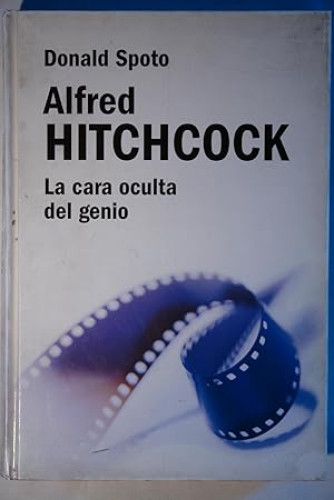 Donald Spoto
Alfred
HITCHCOCK
La cara oculta
del genio